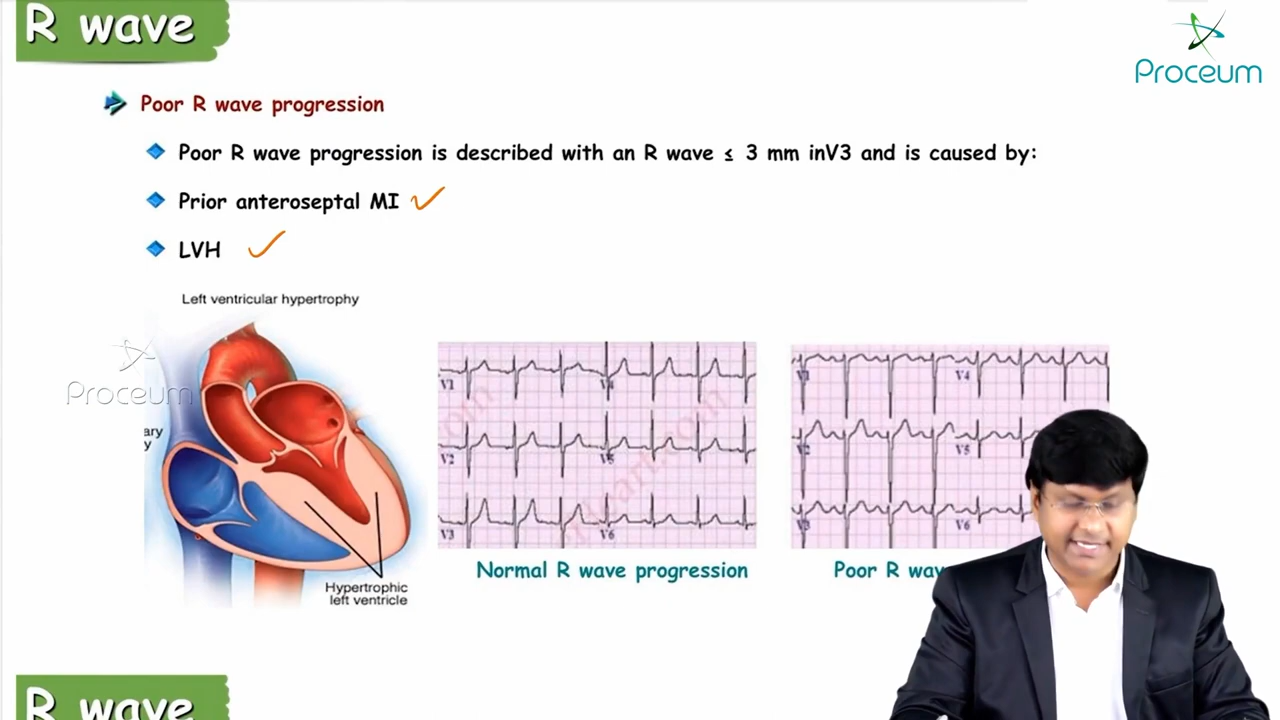 R wave
Proceum
Poor R wave progression
Poor R wave progression is described with an R wave ≤ 3 mm inV3 and is caused by:
Prior anteroseptal MI
LVH
Left ventricular hypertrophy
Proceum
ary
y
Hypertrophic
left ventricle
V1 V4
V2 V5
V3 V6
Normal R wave progression
V1 V4
V2 V5
V3 V6
Poor R wav
R wave